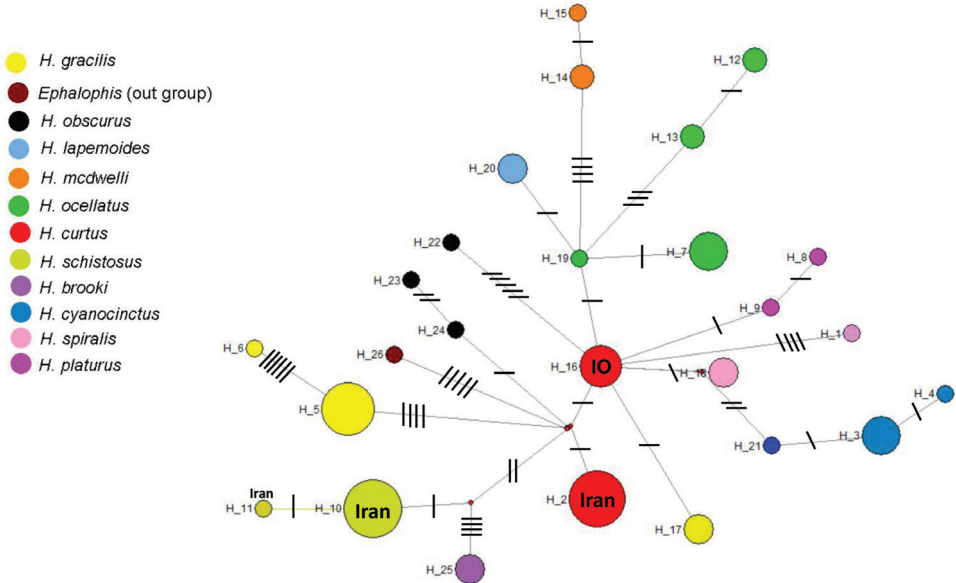 H. gracilis
Ephalophis (out group)
H. obscurus
H. lapemoides
H. mcdwelli
H. ocellatus
H. curtus
H. schistosus
H. brooki
H. cyanocinctus
H. spiralis
H. platurus
H_15
H_14
H_12
H_13
H_20
H_22
H_19
H_7
H_23
H_8
H_24
H_9
H_1
H_6
H_26
H_16
IO
H_18
H_4
H_5
H_21
H_3
Iran
H_11
H_10
Iran
H_2
Iran
H_17
H_25